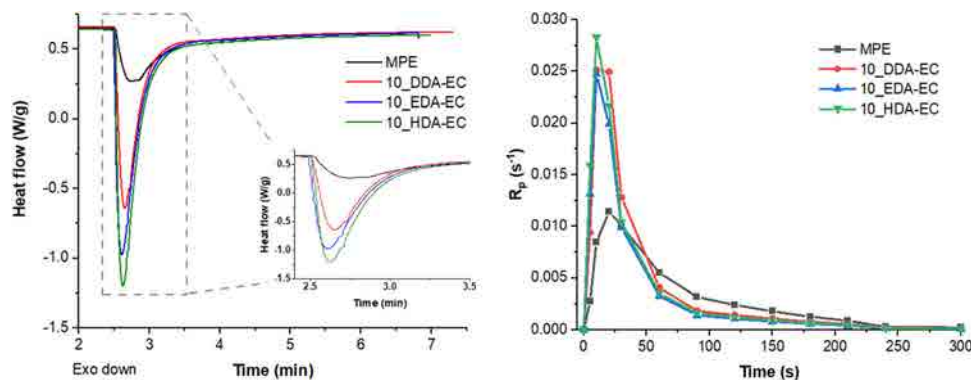 Heat flow (W/g)
0.5
0.0
-0.5
-1.0
-1.5
2
3
4
5
6
7
Exo down
Time (min)
MPE
10_DDA-EC
10_EDA-EC
10_HDA-EC
Heat flow (W/g)
0.5
0.0
-0.5
-1.0
-1.5
2.5
3.0
3.5
Time (min)
Rp (s-1)
0.030
0.025
0.020
0.015
0.010
0.005
0.000
0
50
100
150
200
250
300
Time (s)
MPE
10_DDA-EC
10_EDA-EC
10_HDA-EC